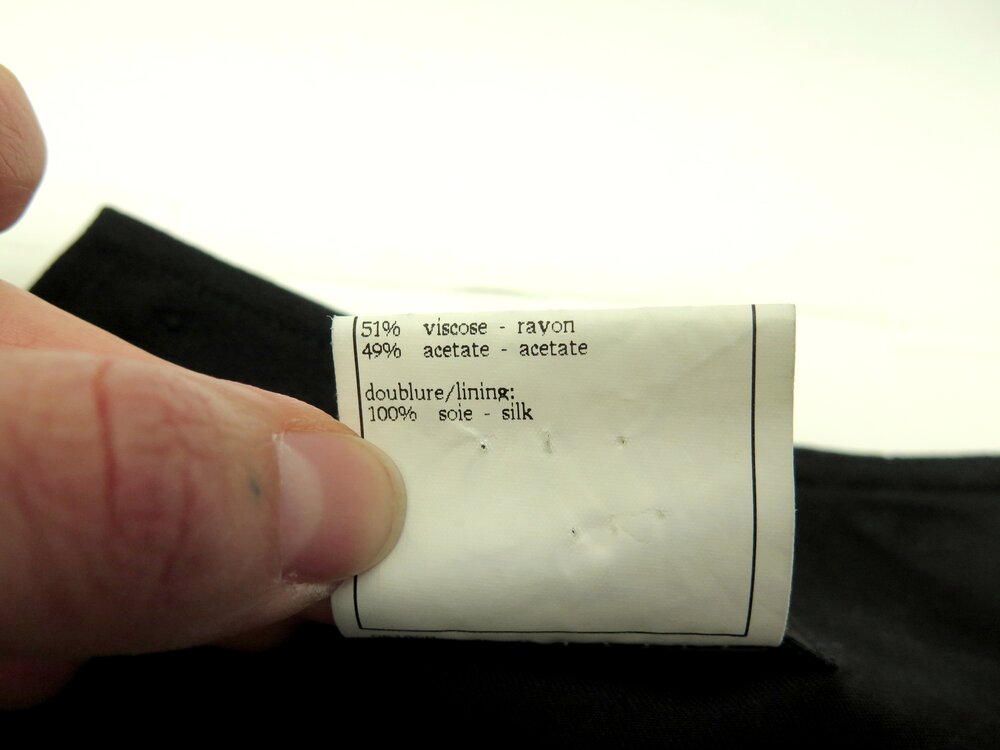 51% viscose - rayon
49% acetate - acetate
doublure/lining:
100% soie - silk